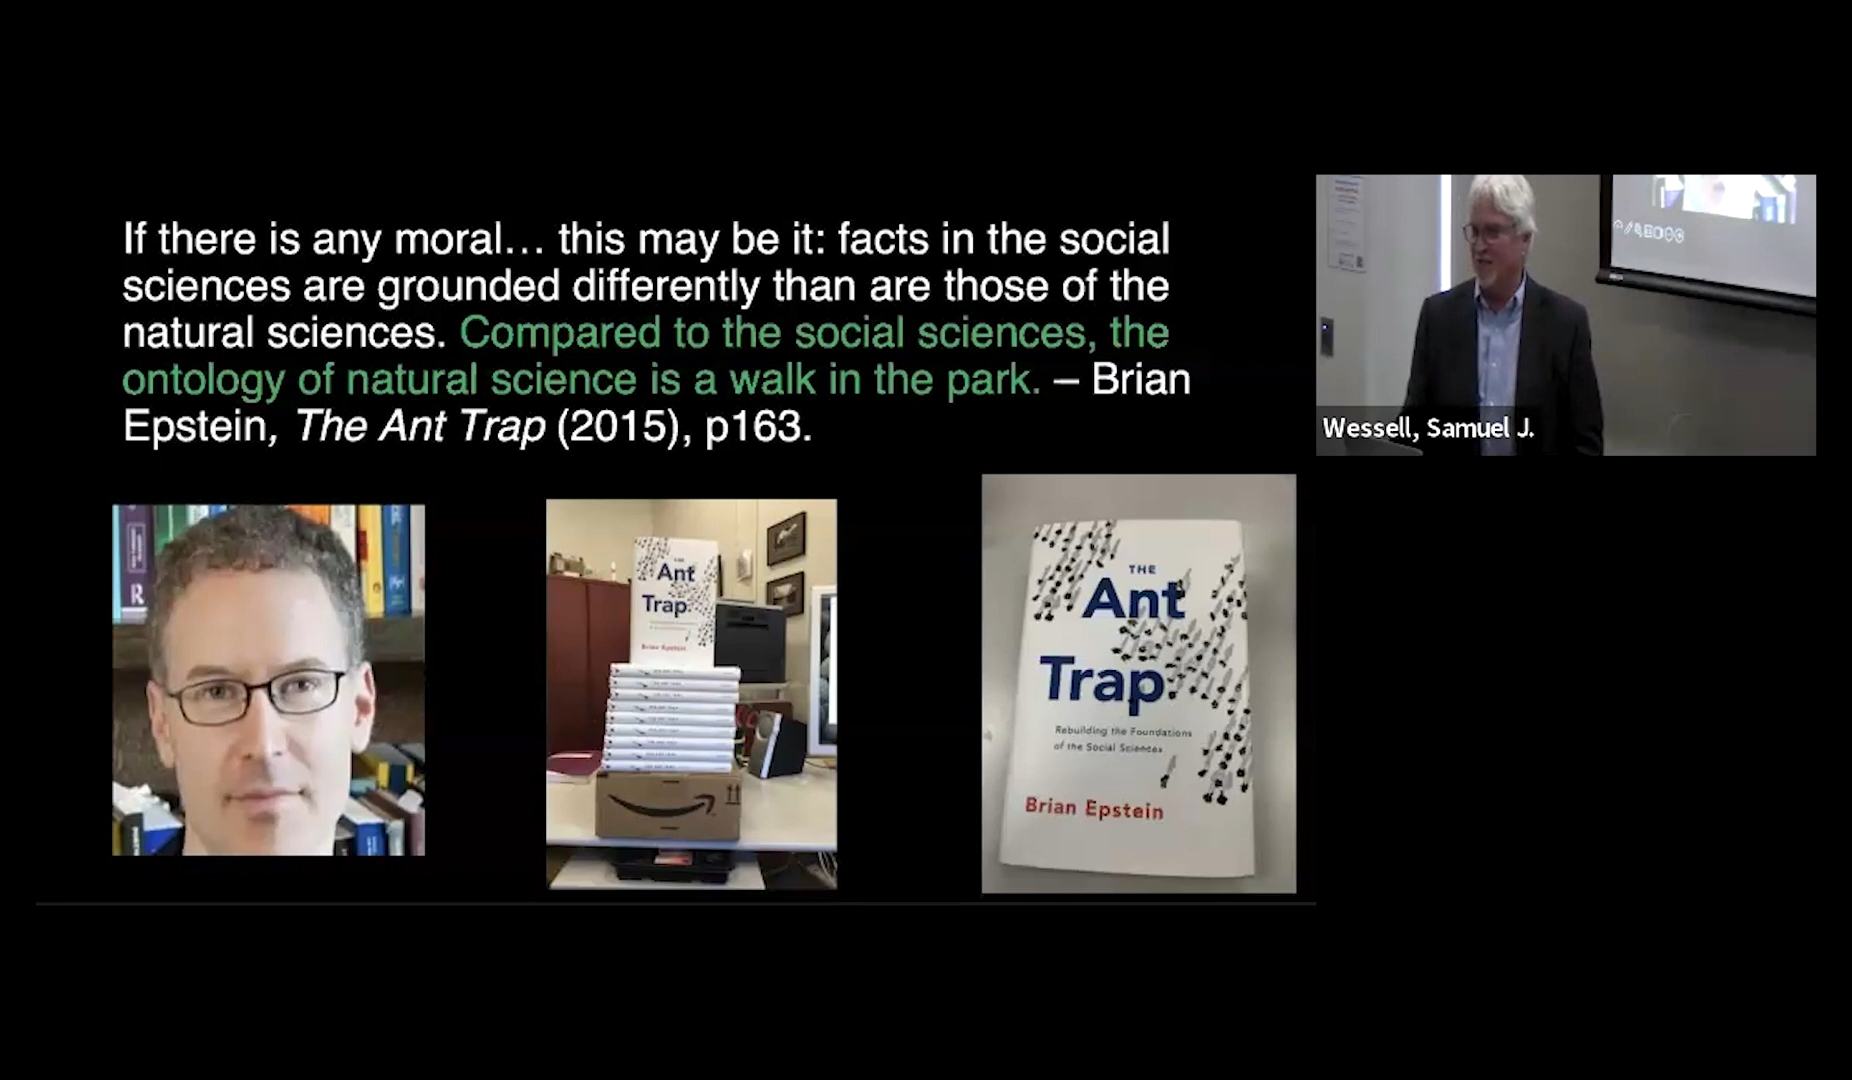 If there is any moral… this may be it: facts in the social
sciences are grounded differently than are those of the
natural sciences. Compared to the social sciences, the
ontology of natural science is a walk in the park. – Brian
Epstein, The Ant Trap (2015), p163.
Wessell, Samuel J.
R
THE
Ant
Trap
Brian Epstein
THE
Ant
Trap
Rebuilding the Foundations
of the Social Sciences
Brian Epstein